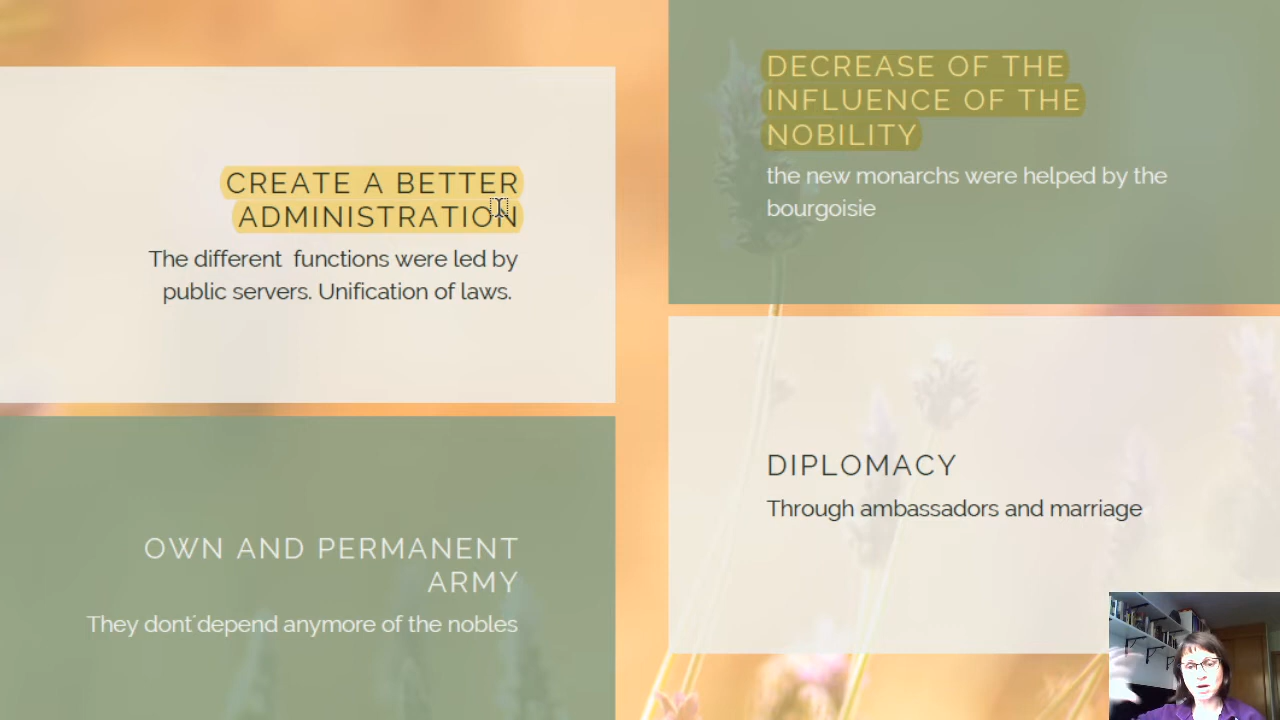 CREATE A BETTER
ADMINISTRATION
The different  functions were led by
public servers. Unification of laws.
DECREASE OF THE
INFLUENCE OF THE
NOBILITY
the new monarchs were helped by the
bourgoisie
OWN AND PERMANENT
ARMY
They dont´depend anymore of the nobles
DIPLOMACY
Through ambassadors and marriage